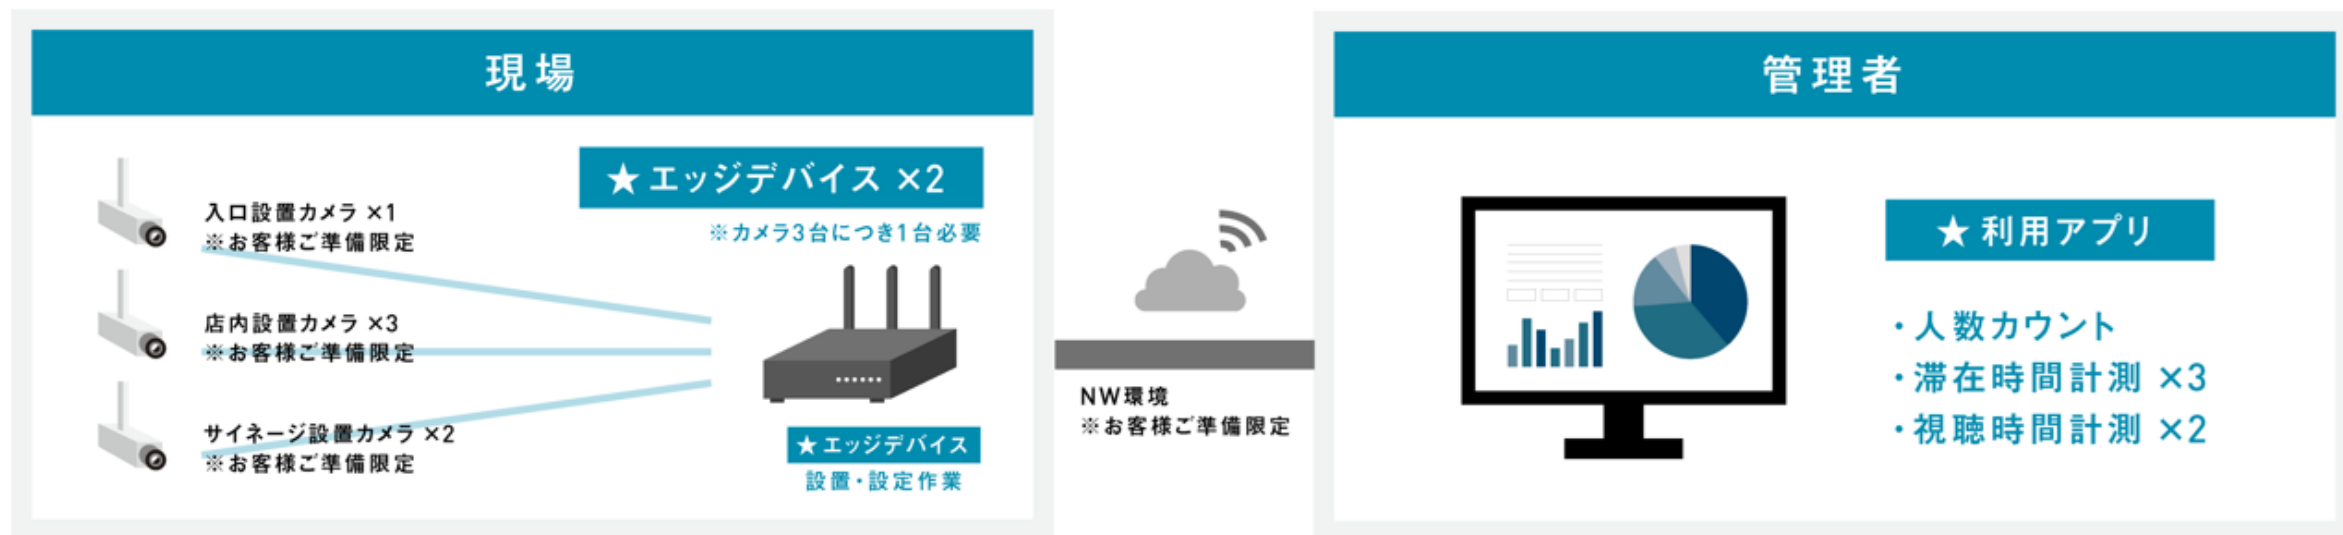 現場
★エッジデバイス ×2
※カメラ3台につき1台必要
入口設置カメラ ×1
※お客様ご準備限定
店内設置カメラ ×3
※お客様ご準備限定
サイネージ設置カメラ ×2
※お客様ご準備限定
★エッジデバイス
設置・設定作業
NW環境
※お客様ご準備限定
管理者
★利用アプリ
・人数カウント
・滞在時間計測 ×3
・視聴時間計測 ×2